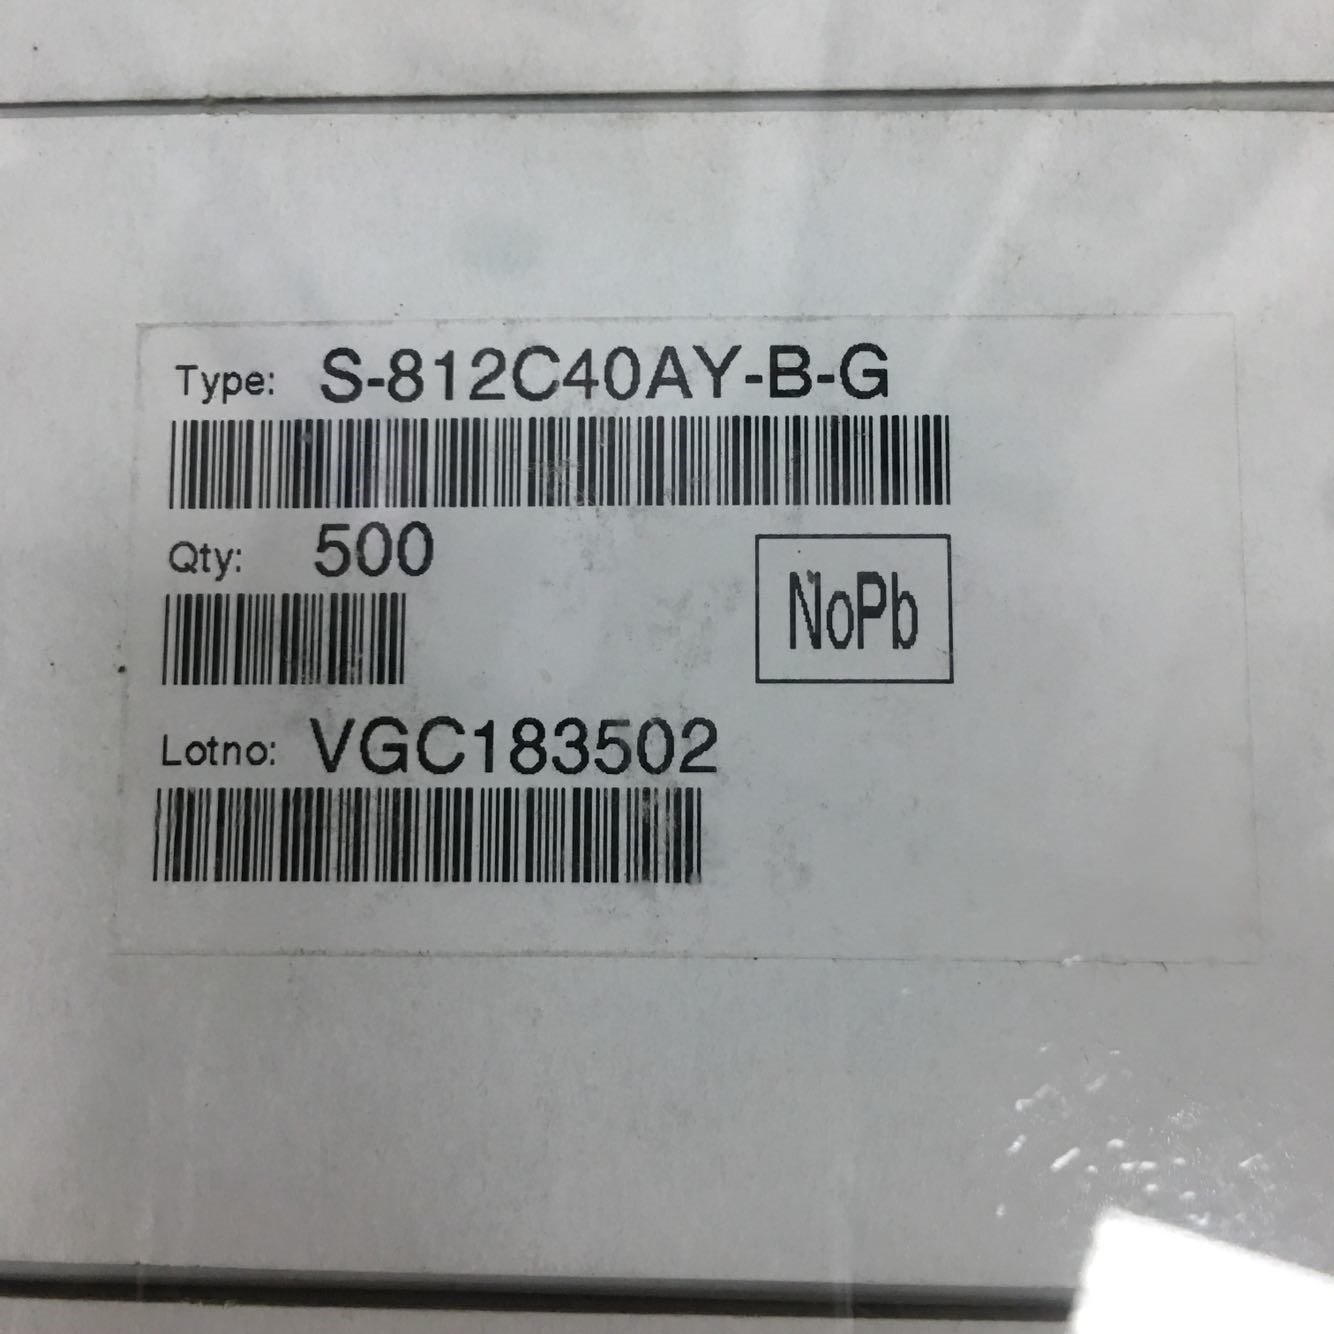 Type: S-812C40AY-B-G
Qty: 500
NoPb
Lotno: VGC183502